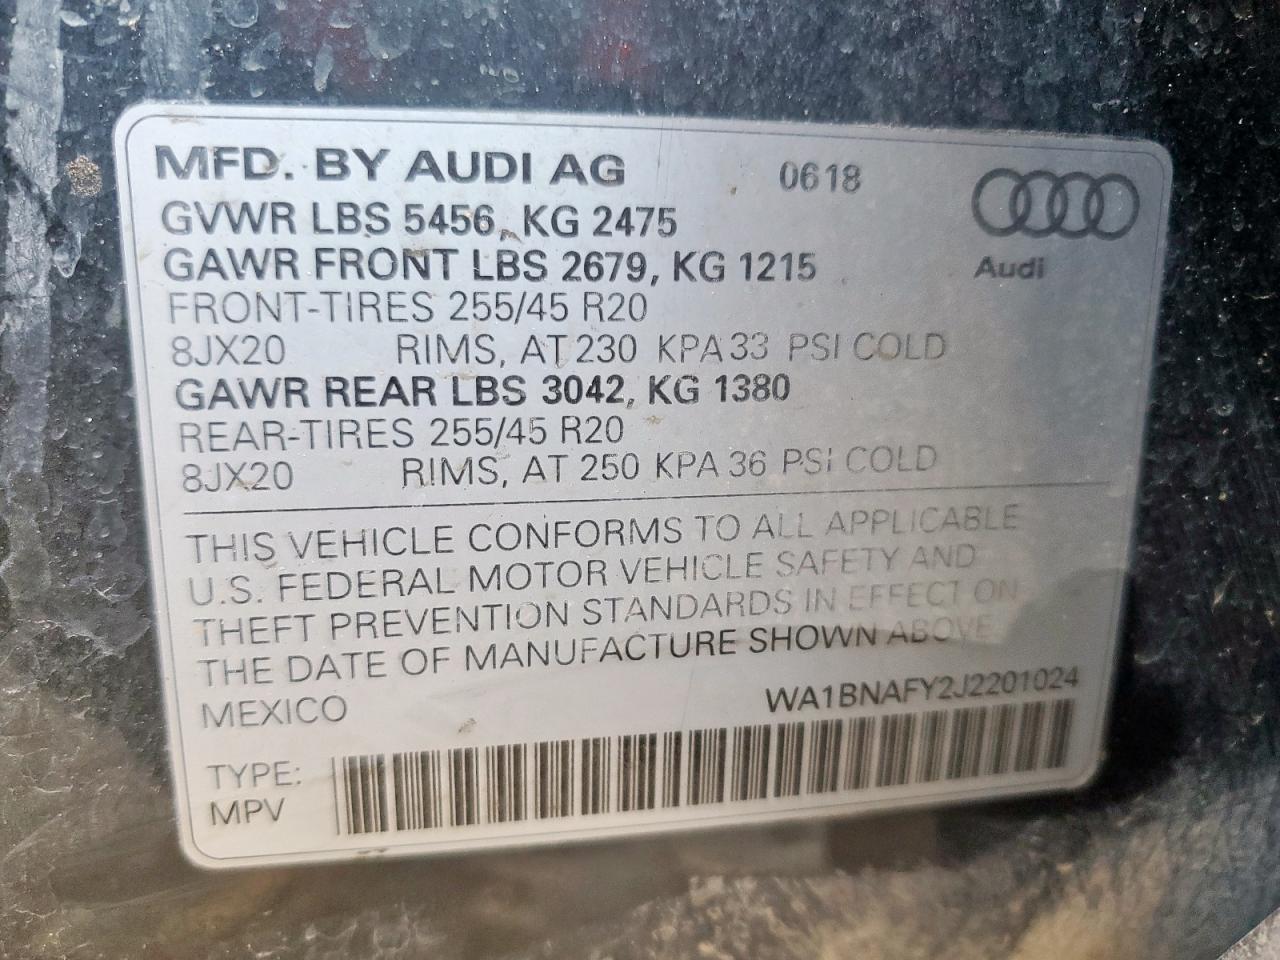 MFD. BY AUDI AG 0618
GVWR LBS 5456, KG 2475
GAWR FRONT LBS 2679, KG 1215
Audi
FRONT-TIRES 255/45 R20
8JX20 RIMS, AT 230 KPA 33 PSI COLD
GAWR REAR LBS 3042, KG 1380
REAR-TIRES 255/45 R20
8JX20 RIMS, AT 250 KPA 36 PSI COLD
THIS VEHICLE CONFORMS TO ALL APPLICABLE
U.S. FEDERAL MOTOR VEHICLE SAFETY AND
THEFT PREVENTION STANDARDS IN EFFECT ON
THE DATE OF MANUFACTURE SHOWN ABOVE
MEXICO WA1BNAFY2J2201024
TYPE:
MPV